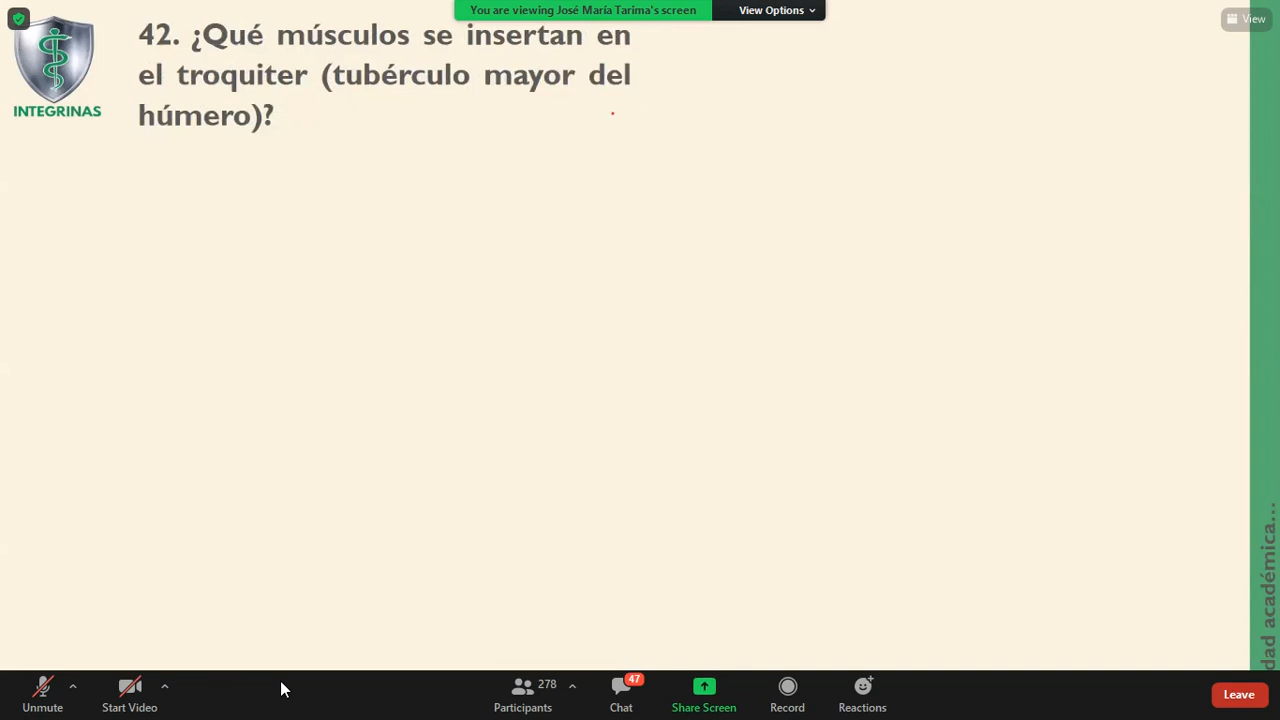 You are viewing José María Tarima's screen
View Options
View
42. ¿Qué músculos se insertan en
el troquiter (tubérculo mayor del
húmero)?
INTEGRINAS
dad académica...
Unmute
Start Video
278
Participants
47
Chat
Share Screen
Record
Reactions
Leave